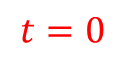 t = 0